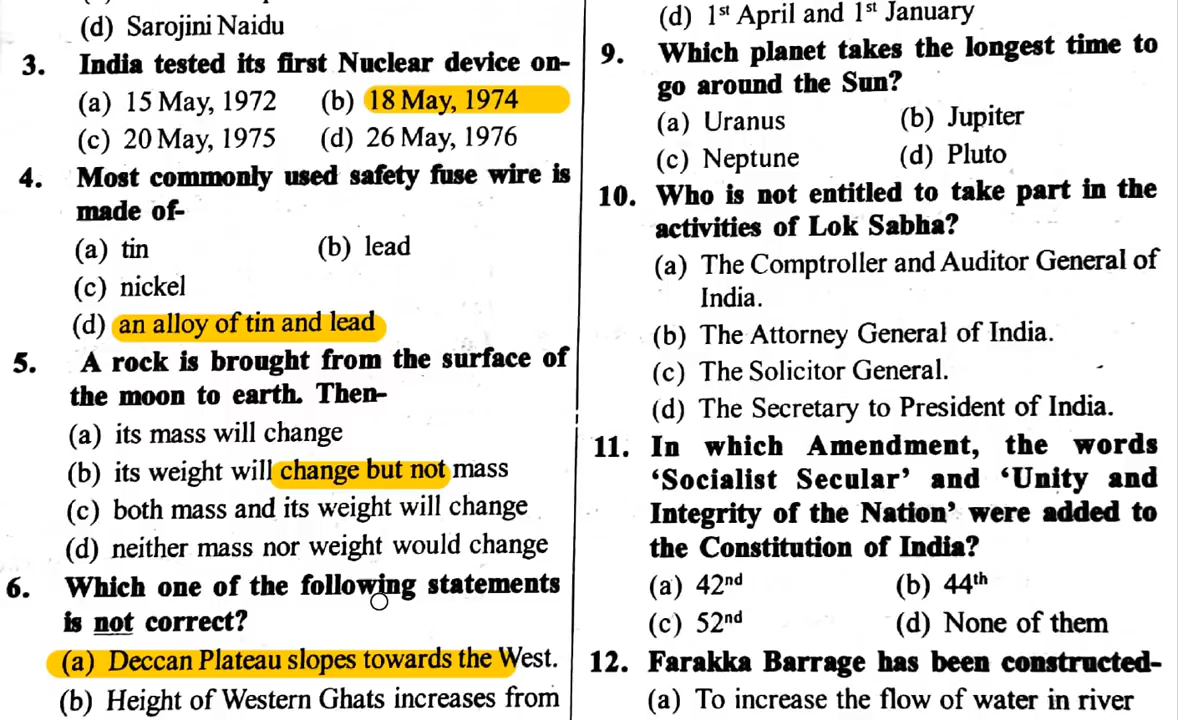 (d) Sarojini Naidu
3. India tested its first Nuclear device on-
(a) 15 May, 1972 (b) 18 May, 1974
(c) 20 May, 1975 (d) 26 May, 1976
4. Most commonly used safety fuse wire is
made of-
(a) tin (b) lead
(c) nickel
(d) an alloy of tin and lead
5. A rock is brought from the surface of
the moon to earth. Then-
(a) its mass will change
(b) its weight will change but not mass
(c) both mass and its weight will change
(d) neither mass nor weight would change
6. Which one of the following statements
is not correct?
(a) Deccan Plateau slopes towards the West.
(b) Height of Western Ghats increases from
(d) 1st April and 1st January
9. Which planet takes the longest time to
go around the Sun?
(a) Uranus (b) Jupiter
(c) Neptune (d) Pluto
10. Who is not entitled to take part in the
activities of Lok Sabha?
(a) The Comptroller and Auditor General of
India.
(b) The Attorney General of India.
(c) The Solicitor General.
(d) The Secretary to President of India.
11. In which Amendment, the words
‘Socialist Secular’ and ‘Unity and
Integrity of the Nation’ were added to
the Constitution of India?
(a) 42nd (b) 44th
(c) 52nd (d) None of them
12. Farakka Barrage has been constructed-
(a) To increase the flow of water in river